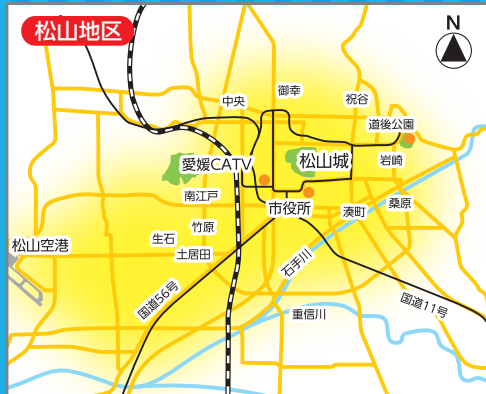 松山地区
N
御幸
中央
祝谷
道後公園
愛媛CATV
松山城
岩崎
南江戸
市役所
湊町
桑原
竹原
生石
松山空港
土居田
石手川
国道56号
国道11号
重信川